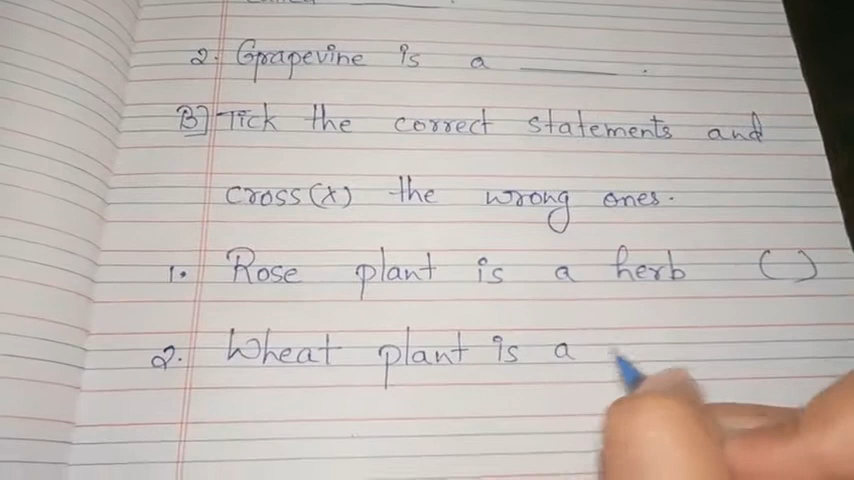 2. Grapevine is a ______.
B] Tick the correct statements and
cross(x) the wrong ones.
1. Rose plant is a herb ( )
2. Wheat plant is a